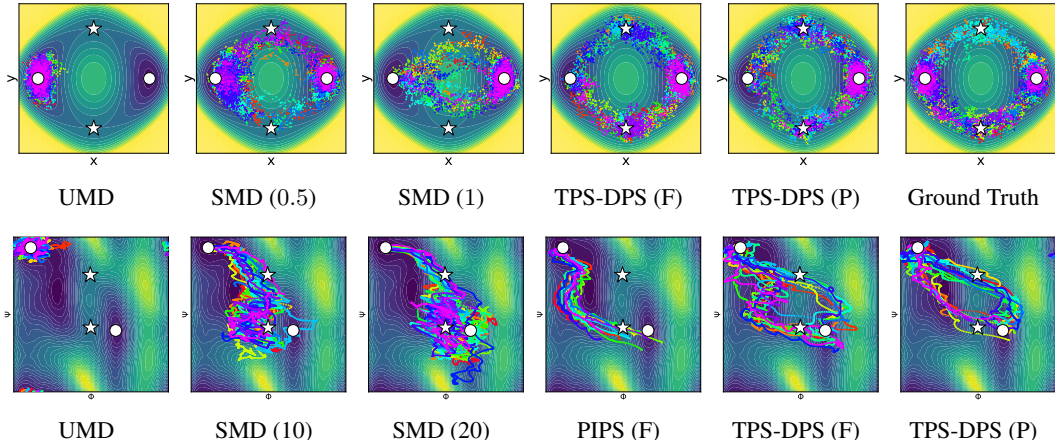 y y y y y y
x x x x x x
UMD SMD (0.5) SMD (1) TPS-DPS (F) TPS-DPS (P) Ground Truth
Ψ Ψ Ψ Ψ Ψ Ψ
Φ Φ Φ Φ Φ Φ
UMD SMD (10) SMD (20) PIPS (F) TPS-DPS (F) TPS-DPS (P)